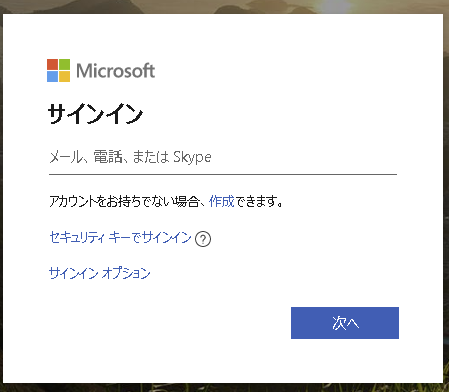 Microsoft
サインイン
メール、電話、または Skype
アカウントをお持ちでない場合、作成できます。
セキュリティ キーでサインイン ?
サインイン オプション
次へ